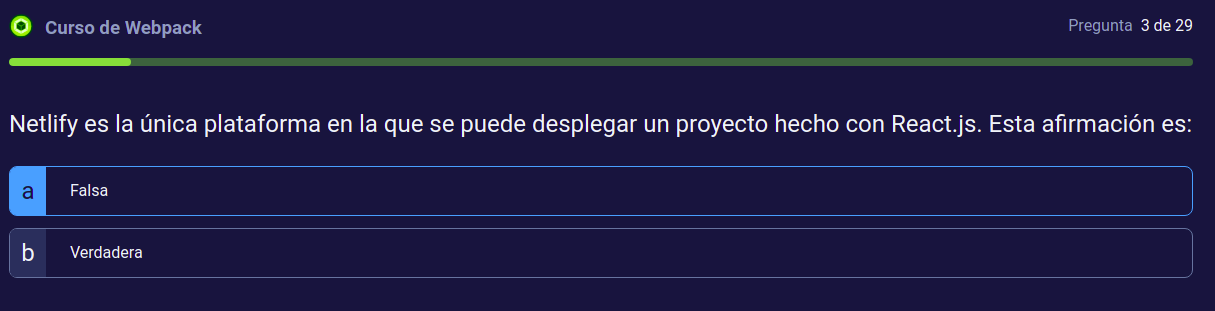 Curso de Webpack
Pregunta 3 de 29
Netlify es la única plataforma en la que se puede desplegar un proyecto hecho con React.js. Esta afirmación es:
a Falsa
b Verdadera